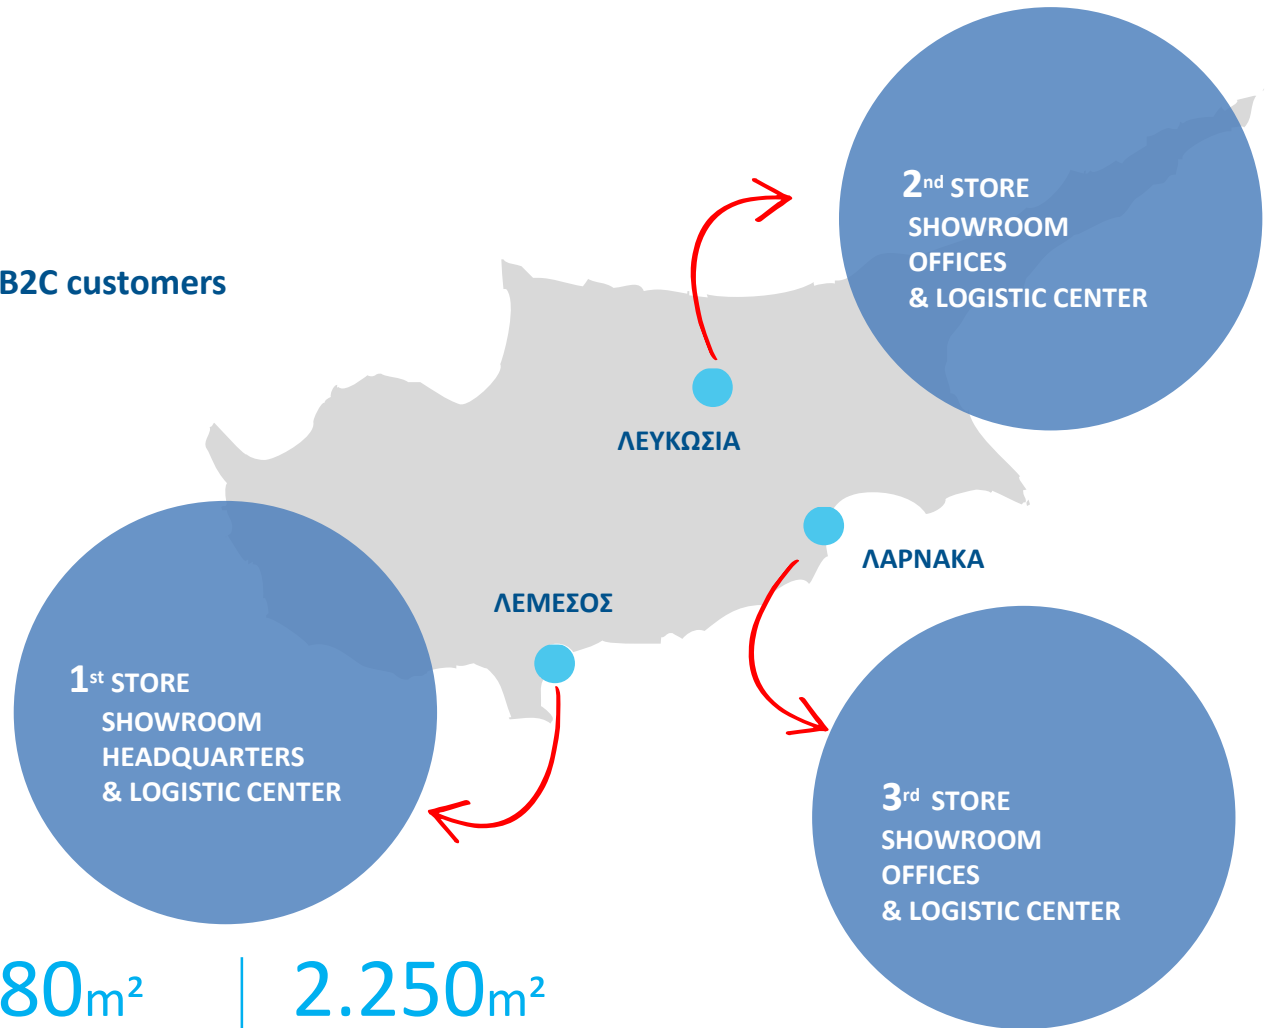 2nd STORE
SHOWROOM
OFFICES
& LOGISTIC CENTER
B2C customers
ΛΕΥΚΩΣΙΑ
ΛΑΡΝΑΚΑ
ΛΕΜΕΣΟΣ
1st STORE
SHOWROOM
HEADQUARTERS
& LOGISTIC CENTER
3rd STORE
SHOWROOM
OFFICES
& LOGISTIC CENTER
80m²
2.250m²